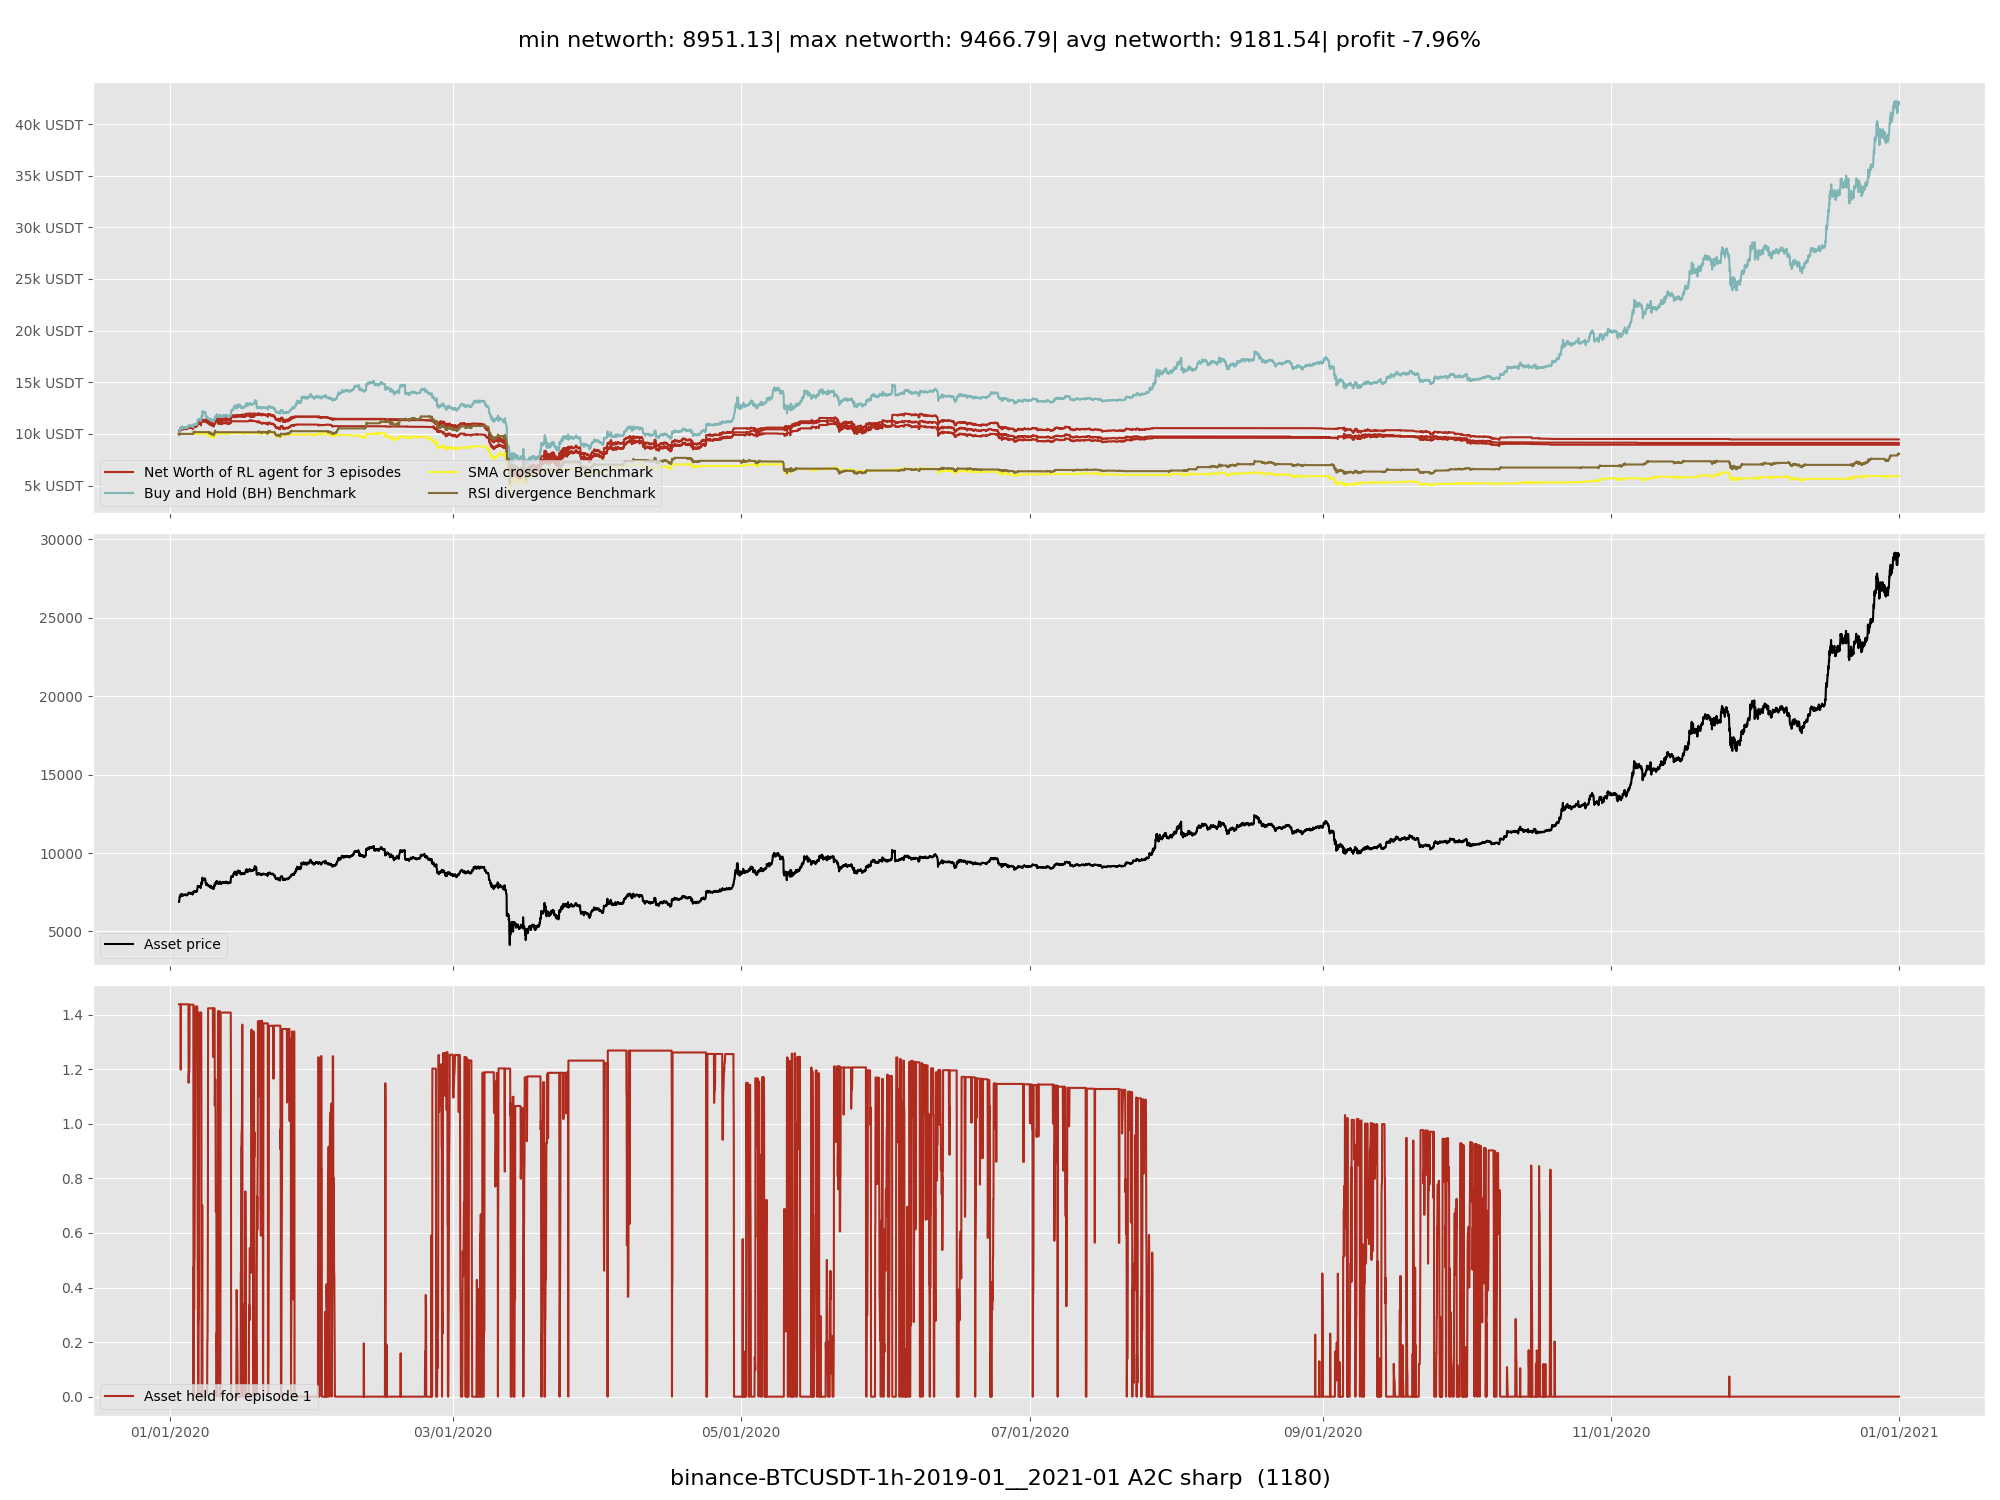 min networth: 8951.13| max networth: 9466.79| avg networth: 9181.54| profit -7.96%
40k USDT
35k USDT
30k USDT
25k USDT
20k USDT
15k USDT
10k USDT
5k USDT
Net Worth of RL agent for 3 episodes
Buy and Hold (BH) Benchmark
SMA crossover Benchmark
RSI divergence Benchmark
30000
25000
20000
15000
10000
5000
Asset price
1.4
1.2
1.0
0.8
0.6
0.4
0.2
0.0
Asset held for episode 1
01/01/2020 03/01/2020 05/01/2020 07/01/2020 09/01/2020 11/01/2020 01/01/2021
binance-BTCUSDT-1h-2019-01__2021-01 A2C sharp  (1180)